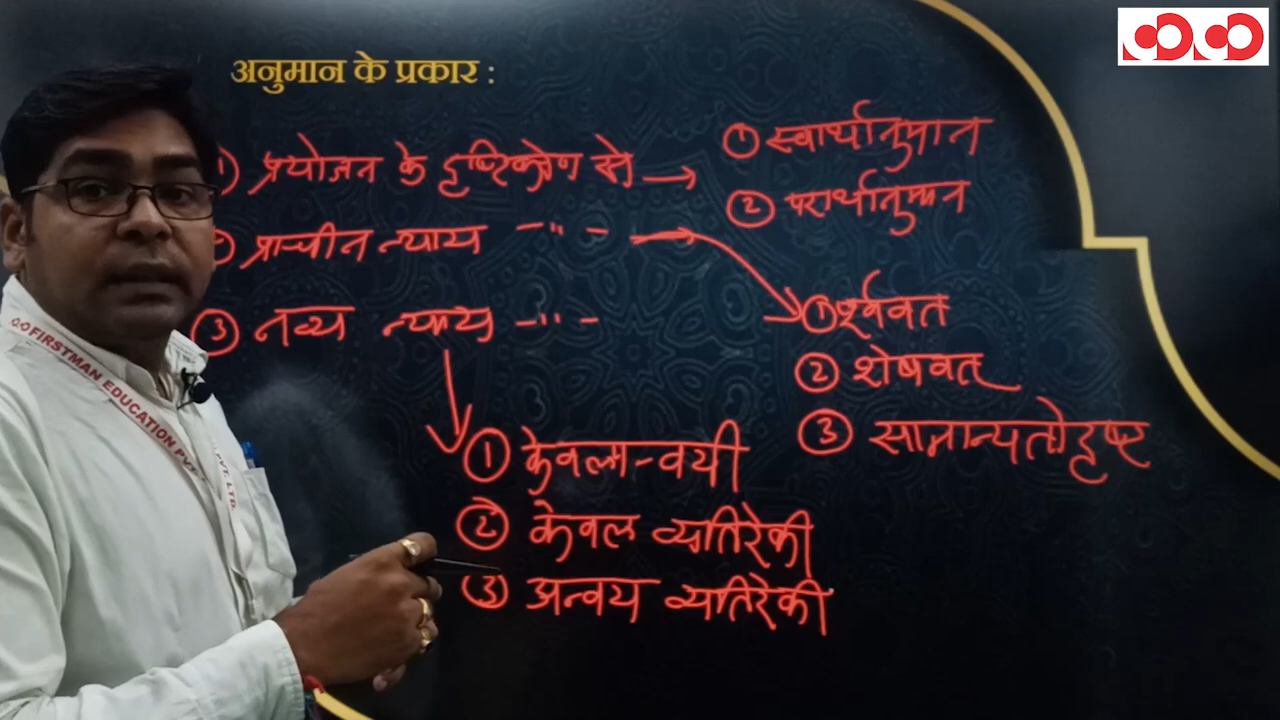 अनुमान के प्रकार :
1) प्रयोजन के दृष्टिकोण से →
① स्वार्थानुमान
② परार्थानुमान
② प्राचीन न्याय -"-
① पूर्ववत
② शेषवत्
③ सामान्यतोदृष्ट
③ नव्य न्याय -"-
① केवलान्वयी
② केवल व्यतिरेकी
③ अन्वय व्यतिरेकी
FIRSTMAN EDUCATION PVT.
PVT. LTD.